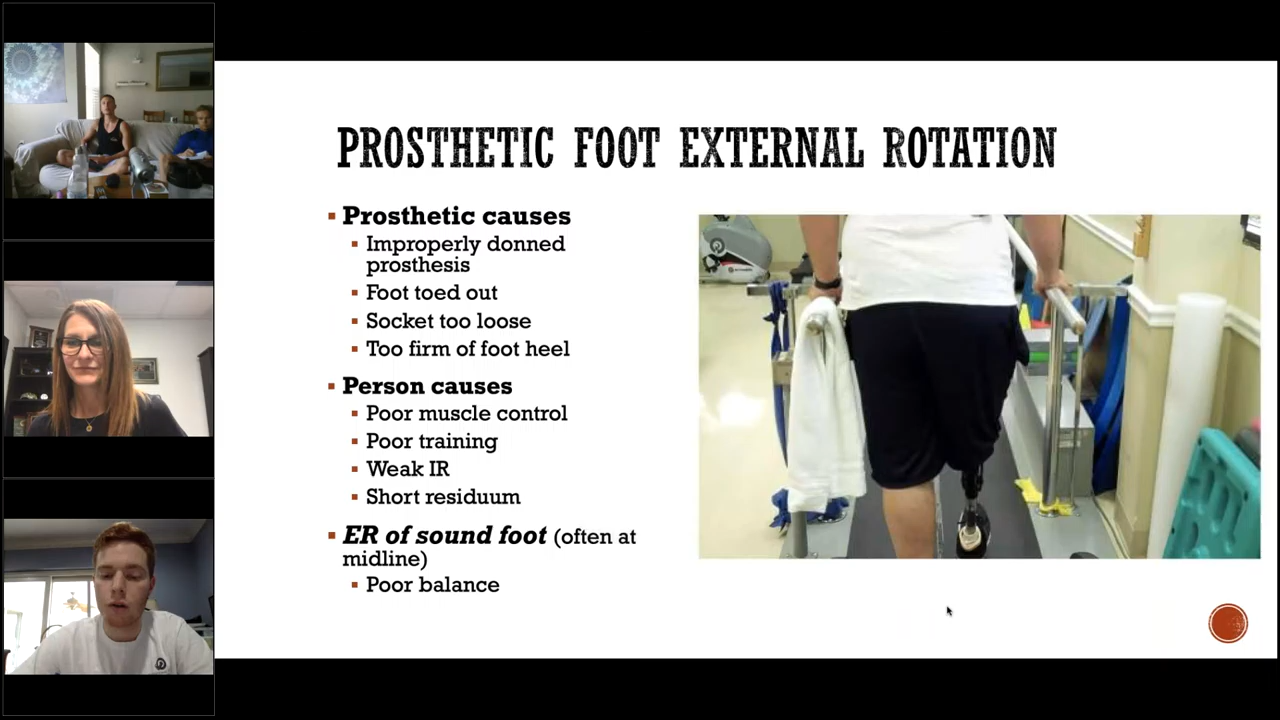 PROSTHETIC FOOT EXTERNAL ROTATION
Prosthetic causes
Improperly donned
prosthesis
Foot toed out
Socket too loose
Too firm of foot heel
Person causes
Poor muscle control
Poor training
Weak IR
Short residuum
ER of sound foot (often at
midline)
Poor balance